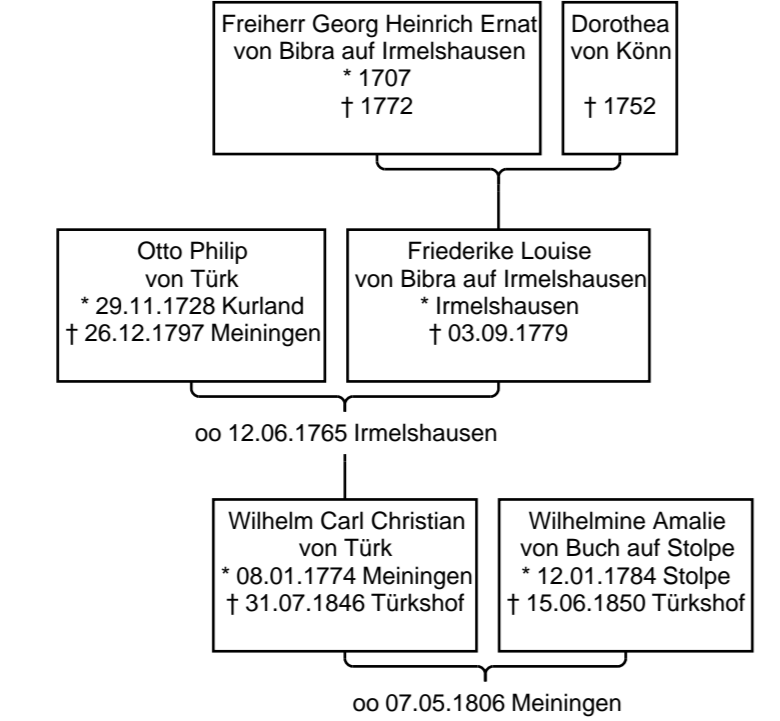 Freiherr Georg Heinrich Ernat
von Bibra auf Irmelshausen
* 1707
† 1772
Dorothea
von Könn
† 1752
Otto Philip
von Türk
* 29.11.1728 Kurland
† 26.12.1797 Meiningen
Friederike Louise
von Bibra auf Irmelshausen
* Irmelshausen
† 03.09.1779
oo 12.06.1765 Irmelshausen
Wilhelm Carl Christian
von Türk
* 08.01.1774 Meiningen
† 31.07.1846 Türkshof
Wilhelmine Amalie
von Buch auf Stolpe
* 12.01.1784 Stolpe
† 15.06.1850 Türkshof
oo 07.05.1806 Meiningen